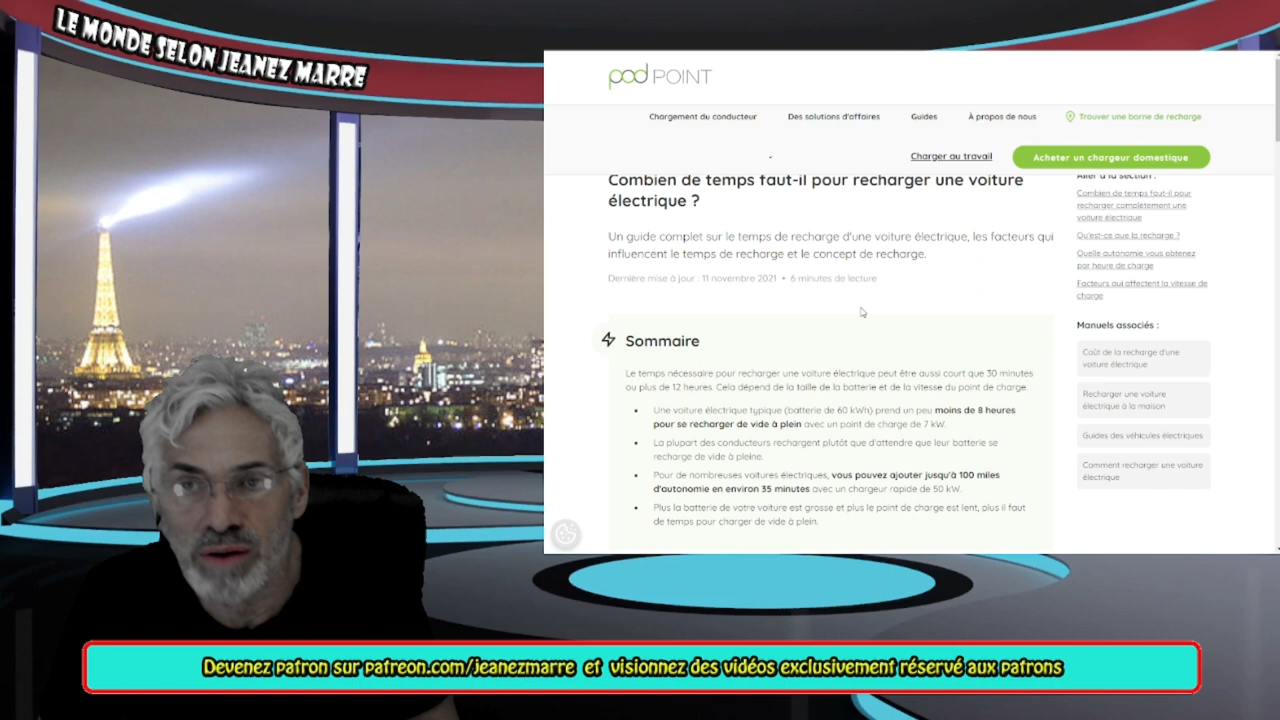 LE MONDE SELON JEANEZ MARRE
pod POINT
Chargement du conducteur
Des solutions d'affaires
Guides
À propos de nous
Trouver une borne de recharge
Charger au travail
Acheter un chargeur domestique
Combien de temps faut-il pour recharger une voiture
électrique ?
Un guide complet sur le temps de recharge d'une voiture électrique, les facteurs qui
influencent le temps de recharge et le concept de recharge.
Dernière mise à jour : 11 novembre 2021 • 6 minutes de lecture
Sommaire
Le temps nécessaire pour recharger une voiture électrique peut être aussi court que 30 minutes
ou plus de 12 heures. Cela dépend de la taille de la batterie et de la vitesse du point de charge.
• Une voiture électrique typique (batterie de 60 kWh) prend un peu moins de 8 heures
pour se recharger de vide à plein avec un point de charge de 7 kW.
• La plupart des conducteurs rechargent plutôt que d'attendre que leur batterie se
recharge de vide à pleine.
• Pour de nombreuses voitures électriques, vous pouvez ajouter jusqu'à 100 miles
d'autonomie en environ 35 minutes avec un chargeur rapide de 50 kW.
• Plus la batterie de votre voiture est grosse et plus le point de charge est lent, plus il faut
de temps pour charger de vide à plein.
Aller à la section :
Combien de temps faut-il pour
recharger complètement une
voiture électrique
Qu'est-ce que la recharge ?
Quelle autonomie vous obtenez
par heure de charge
Facteurs qui affectent la vitesse de
charge
Manuels associés :
Coût de la recharge d'une
voiture électrique
Recharger une voiture
électrique à la maison
Guides des véhicules électriques
Comment recharger une voiture
électrique
Devenez patron sur patreon.com/jeanezmarre et visionnez des vidéos exclusivement réservé aux patrons